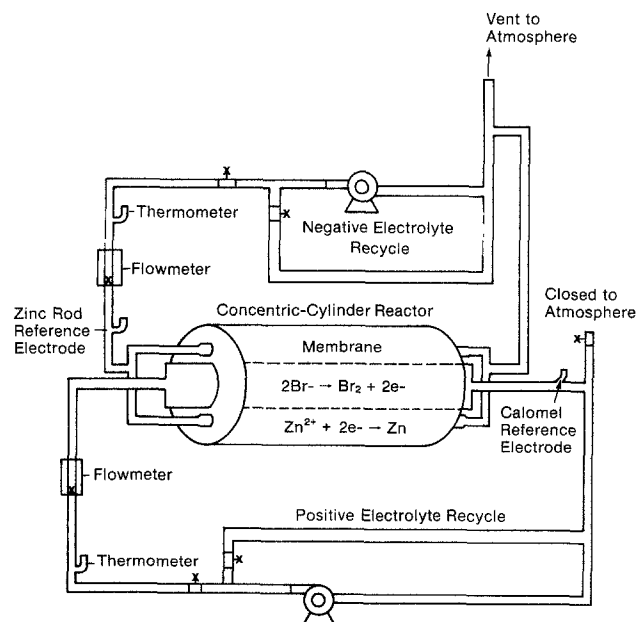 Vent to
Atmosphere
Thermometer
Negative Electrolyte
Recycle
Flowmeter
Closed to
Atmosphere
Zinc Rod
Reference
Electrode
Concentric-Cylinder Reactor
Membrane
2Br- → Br₂ + 2e-
Zn²⁺ + 2e- → Zn
Calomel
Reference
Electrode
Flowmeter
Positive Electrolyte Recycle
Thermometer
x
x
x
x
x
x
x